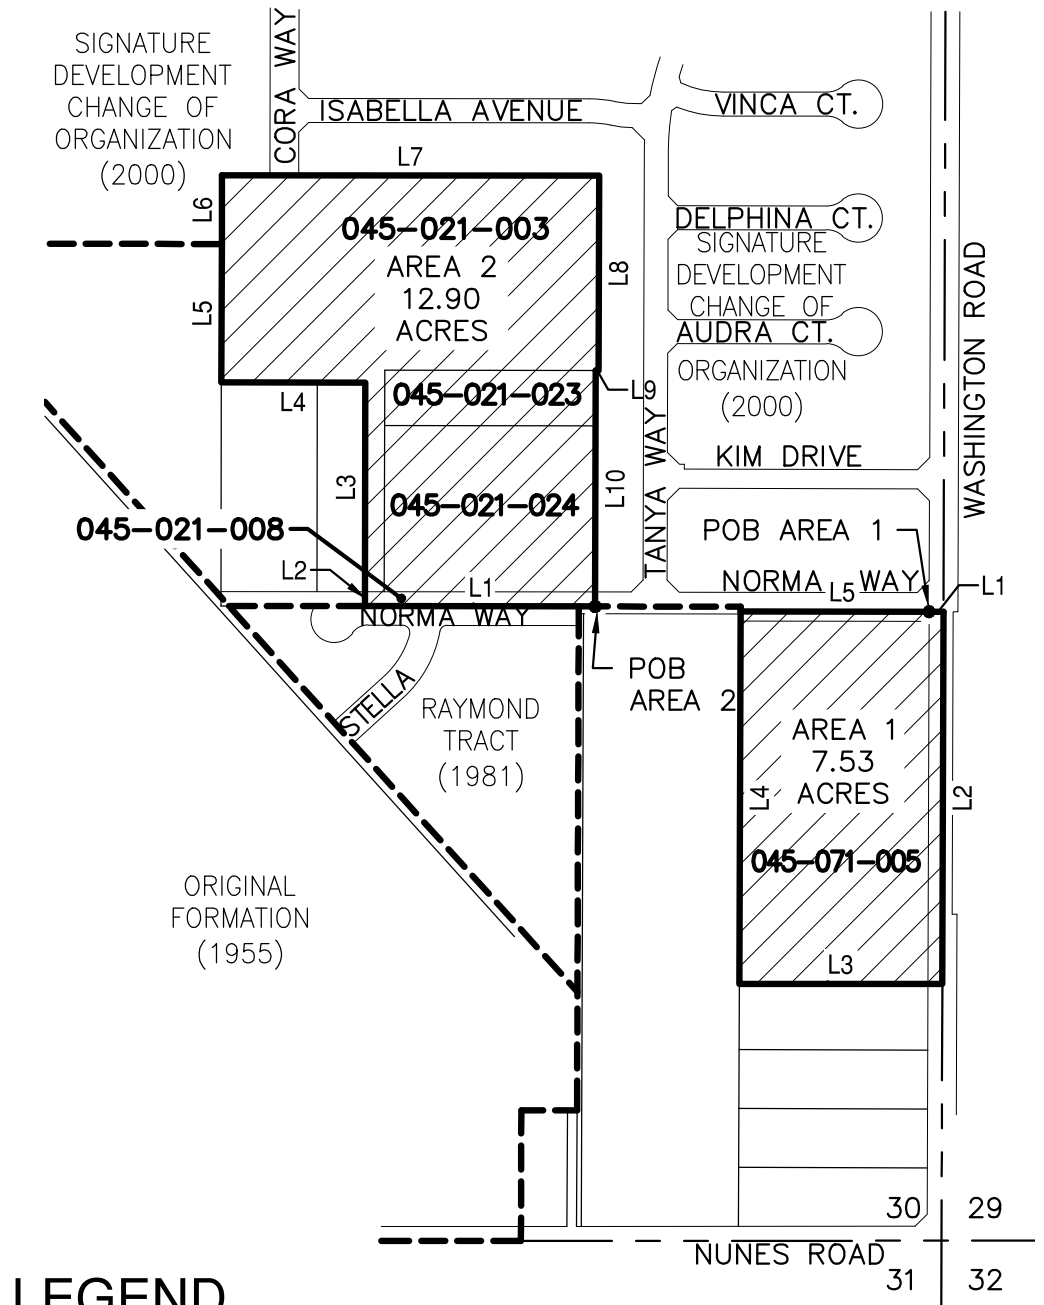 SIGNATURE
DEVELOPMENT
CHANGE OF
ORGANIZATION
(2000)
CORA WAY
ISABELLA AVENUE
VINCA CT.
L7
L6
045-021-003
AREA 2
12.90
ACRES
L8
L5
DELPHINA CT.
SIGNATURE
DEVELOPMENT
CHANGE OF
AUDRA CT.
ORGANIZATION
(2000)
WASHINGTON ROAD
L4
045-021-023
L9
L3
045-021-024
L10
TANYA WAY
KIM DRIVE
045-021-008
POB AREA 1
L2
L1
NORMA WAY
L5
L1
NORMA WAY
STELLA
POB
AREA 2
RAYMOND
TRACT
(1981)
AREA 1
7.53
ACRES
L4
L2
045-071-005
ORIGINAL
FORMATION
(1955)
L3
30
29
NUNES ROAD
31
32
LEGEND